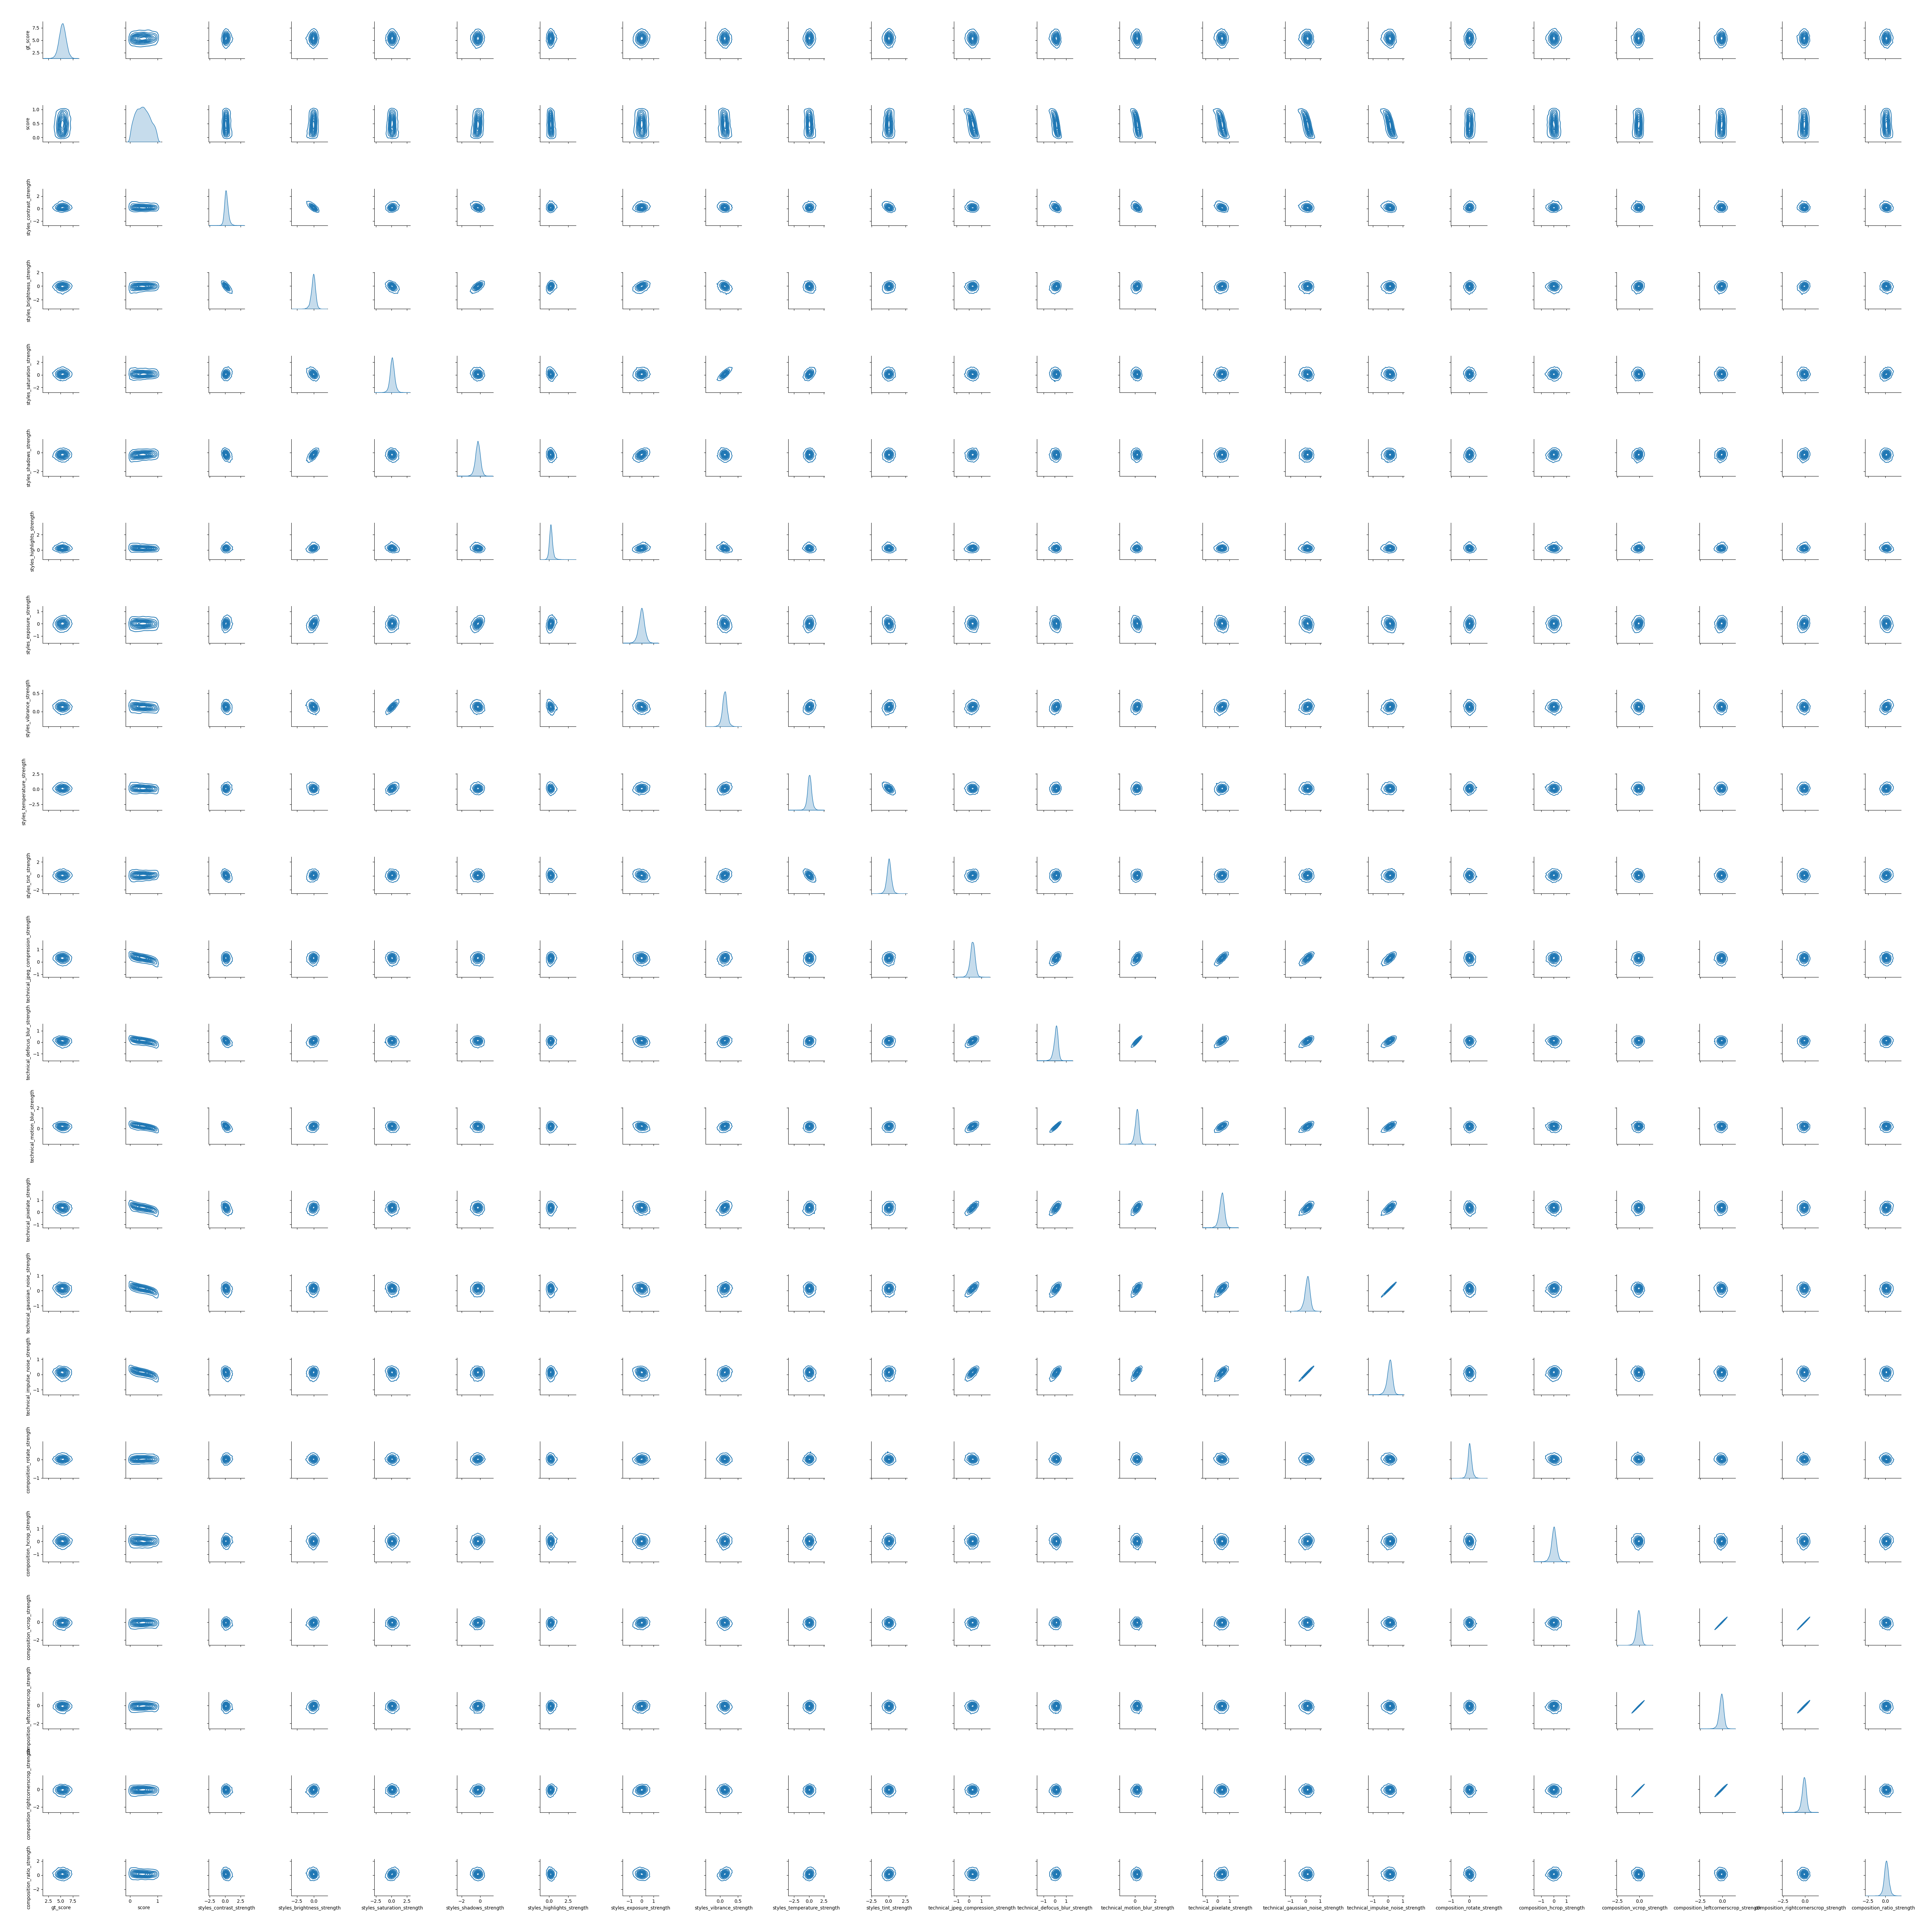 gt_score
7.5
5.0
2.5
score
1.0
0.5
0.0
styles_contrast_strength
2
0
−2
styles_brightness_strength
2
0
−2
styles_saturation_strength
2
0
−2
styles_shadows_strength
0
−2
styles_highlights_strength
2
0
styles_exposure_strength
1
0
−1
styles_vibrance_strength
0.5
0.0
styles_temperature_strength
2.5
0.0
−2.5
styles_tint_strength
2
0
−2
technical_jpeg_compression_strength
1
0
−1
technical_defocus_blur_strength
1
0
−1
technical_motion_blur_strength
2
0
technical_pixelate_strength
1
0
−1
technical_gaussian_noise_strength
1
0
−1
technical_impulse_noise_strength
1
0
−1
composition_rotate_strength
0
−1
composition_hcrop_strength
1
0
−1
composition_vcrop_strength
0
−2
composition_leftcornerscrop_strength
0
−2
composition_rightcornerscrop_strength
0
−2
composition_ratio_strength
2
0
−2
2.5 5.0 7.5 0 1 −2.5 0.0 2.5 −2.5 0.0 −2.5 0.0 2.5 −2 0 0.0 2.5 −1 0 1 0.0 0.5 −2.5 0.0 2.5 −2.5 0.0 2.5 −1 0 1 −1 0 1 0 2 −1 0 1 −1 0 1 −1 0 1 −1 0 −1 0 1 −2.5 0.0 −2.5 0.0 −2.5 0.0 −2.5 0.0 2.5
gt_score score styles_contrast_strength styles_brightness_strength styles_saturation_strength styles_shadows_strength styles_highlights_strength styles_exposure_strength styles_vibrance_strength styles_temperature_strength styles_tint_strength technical_jpeg_compression_strength technical_defocus_blur_strength technical_motion_blur_strength technical_pixelate_strength technical_gaussian_noise_strength technical_impulse_noise_strength composition_rotate_strength composition_hcrop_strength composition_vcrop_strength composition_leftcornerscrop_strength composition_rightcornerscrop_strength composition_ratio_strength